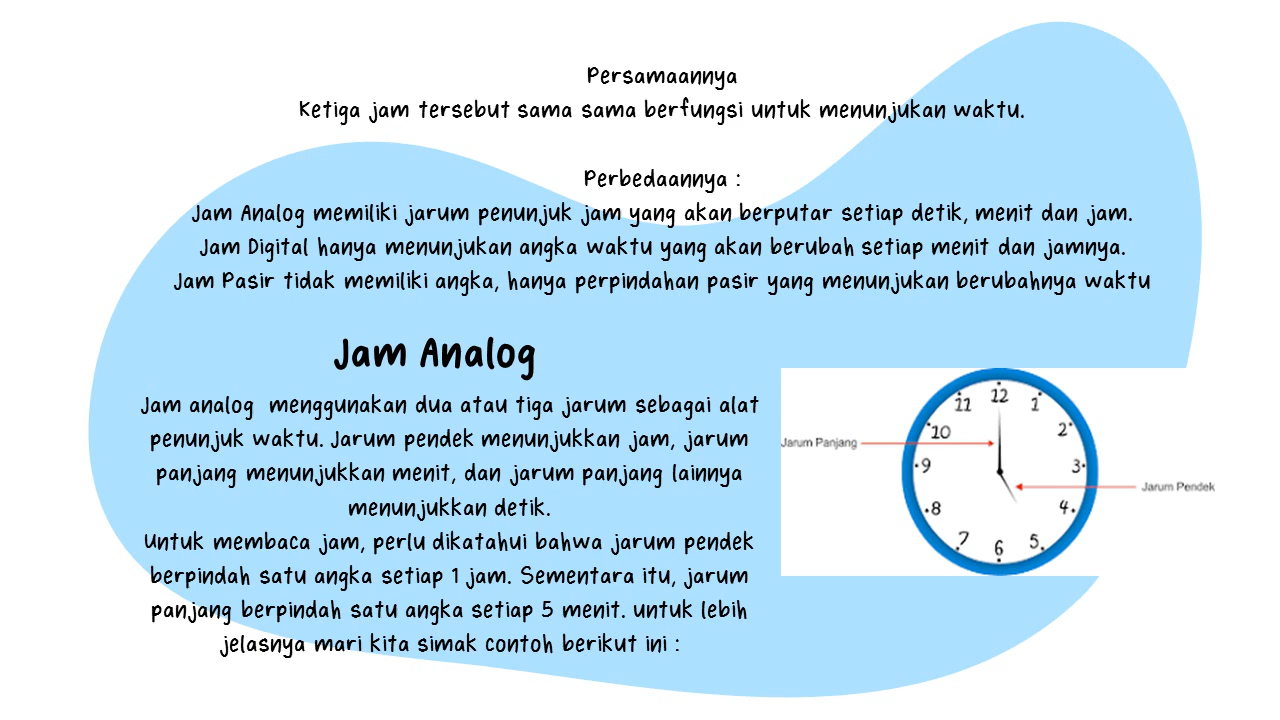 Persamaannya
Ketiga jam tersebut sama sama berfungsi untuk menunjukan waktu.
Perbedaannya :
Jam Analog memiliki jarum penunjuk jam yang akan berputar setiap detik, menit dan jam.
Jam Digital hanya menunjukan angka waktu yang akan berubah setiap menit dan jamnya.
Jam Pasir tidak memiliki angka, hanya perpindahan pasir yang menunjukan berubahnya waktu
Jam Analog
Jam analog  menggunakan dua atau tiga jarum sebagai alat
penunjuk waktu. Jarum pendek menunjukkan jam, jarum
panjang menunjukkan menit, dan jarum panjang lainnya
menunjukkan detik.
Untuk membaca jam, perlu dikatahui bahwa jarum pendek
berpindah satu angka setiap 1 jam. Sementara itu, jarum
panjang berpindah satu angka setiap 5 menit. untuk lebih
jelasnya mari kita simak contoh berikut ini :
Jarum Panjang
Jarum Pendek
12
1
2
3
4
5
6
7
8
9
10
11